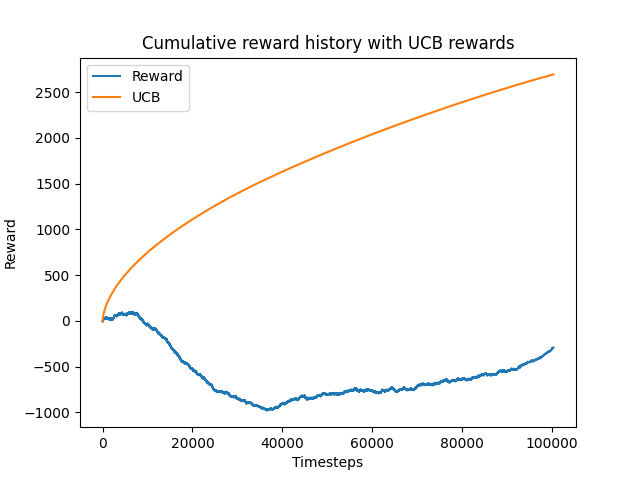 Cumulative reward history with UCB rewards
Reward
UCB
2500
2000
1500
1000
500
0
−500
−1000
Reward
0
20000
40000
60000
80000
100000
Timesteps